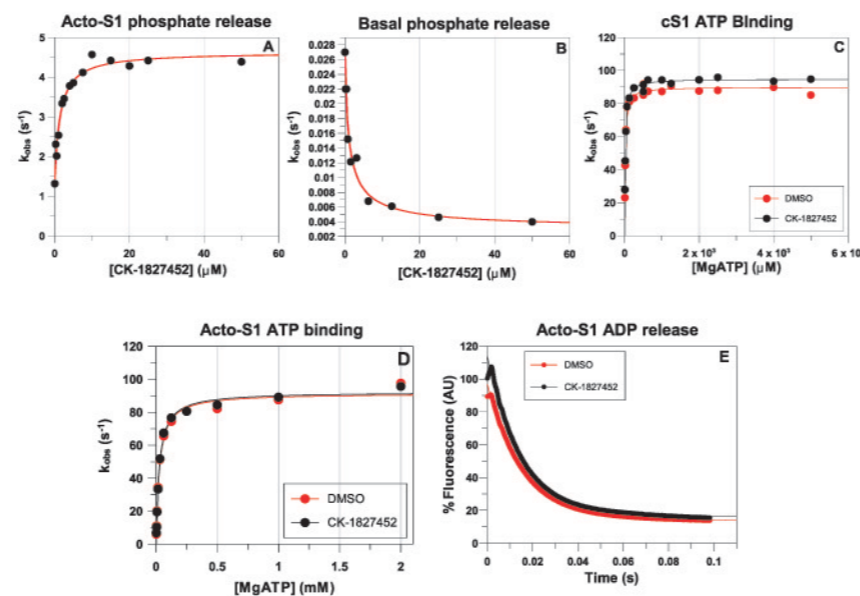 Acto-S1 phosphate release
A
5
4
3
2
1
0
k_obs (s⁻¹)
0 20 40 60
[CK-1827452] (μM)
Basal phosphate release
B
0.028
0.026
0.024
0.022
0.02
0.018
0.016
0.014
0.012
0.01
0.008
0.006
0.004
0.002
k_obs (s⁻¹)
0 20 40 60
[CK-1827452] (μM)
cS1 ATP BInding
C
120
100
80
60
40
20
0
k_obs (s⁻¹)
DMSO
CK-1827452
0 2 x 10³ 4 x 10³ 6 x 10
[MgATP] (μM)
Acto-S1 ATP binding
D
120
100
80
60
40
20
0
k_obs (s⁻¹)
DMSO
CK-1827452
0 0.5 1 1.5 2
[MgATP] (mM)
Acto-S1 ADP release
E
120
100
80
60
40
20
0
% Fluorescence (AU)
DMSO
CK-1827452
0 0.02 0.04 0.06 0.08 0.1
Time (s)